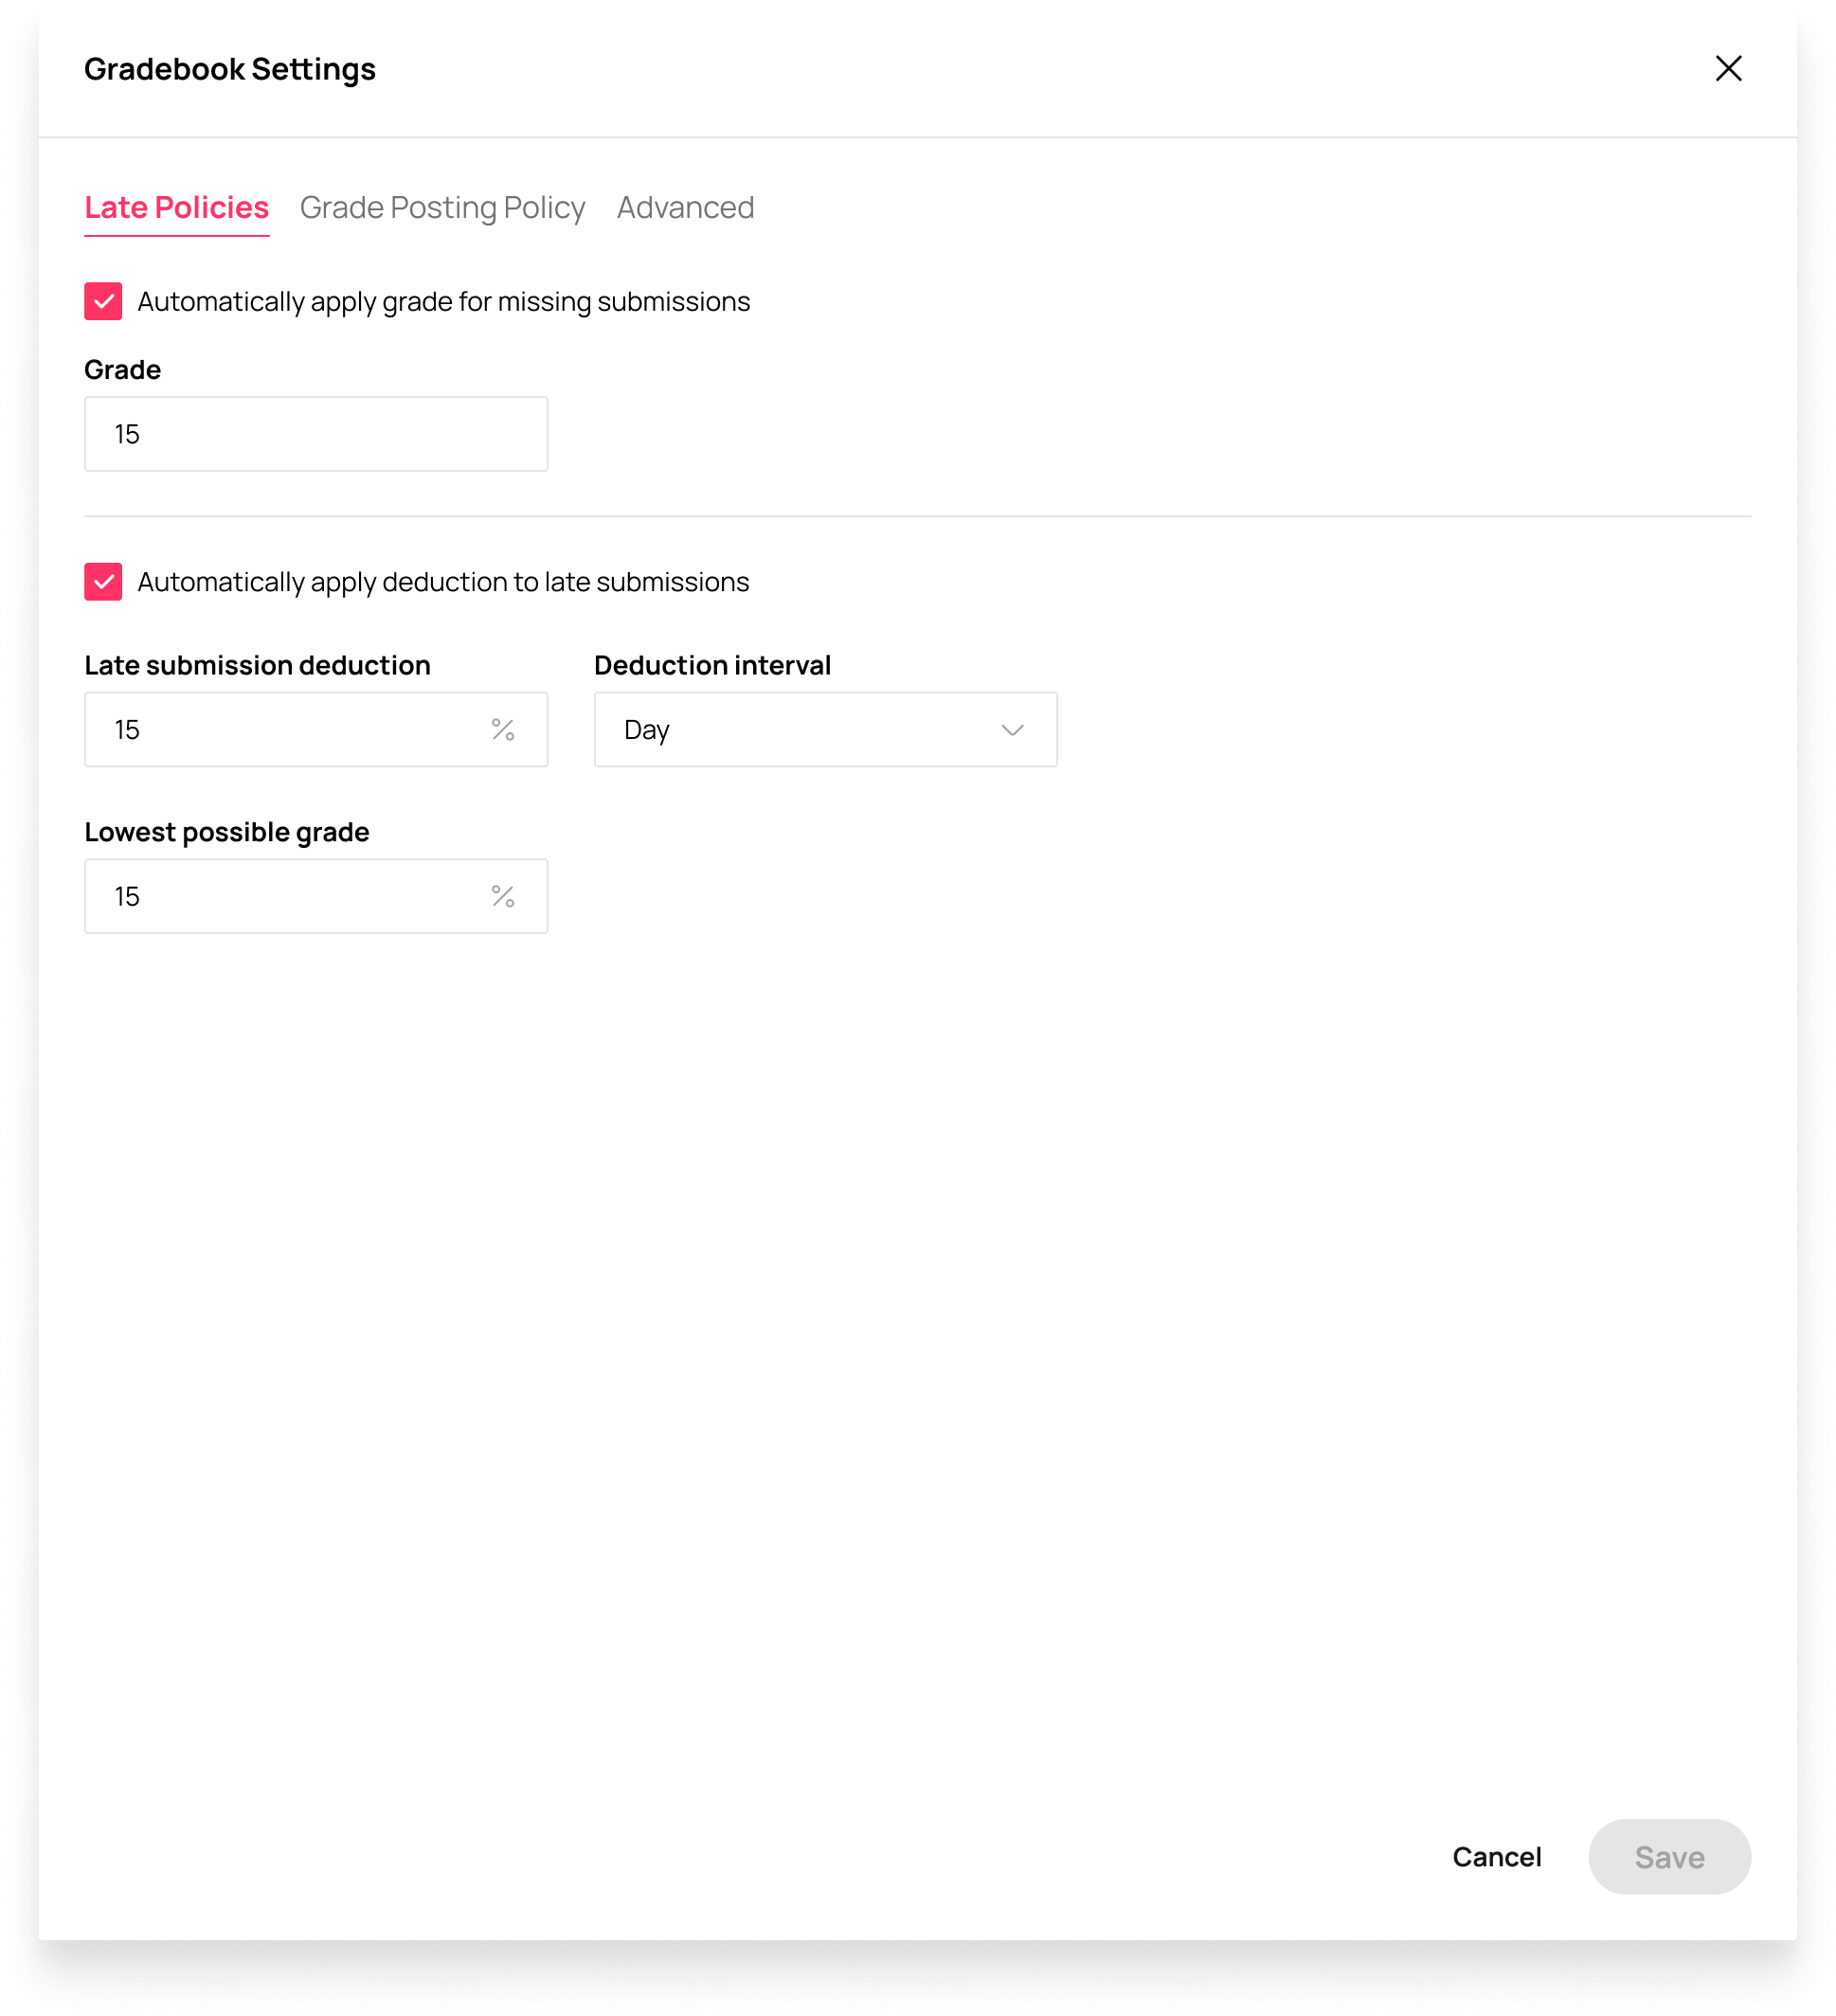 Gradebook Settings
Late Policies Grade Posting Policy Advanced
Automatically apply grade for missing submissions
Grade
15
Automatically apply deduction to late submissions
Late submission deduction Deduction interval
15 % Day
Lowest possible grade
15 %
Cancel Save